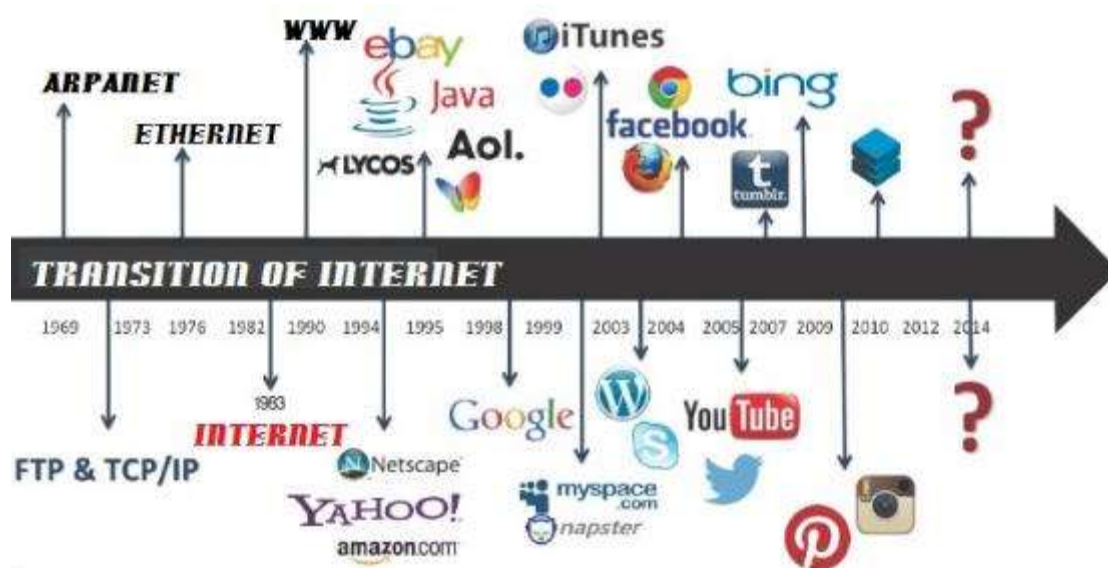 WWW
ebay
iTunes
ARPANET
Java
bing
ETHERNET
facebook
Aol.
LYCOS
t
tumblr.
?
TRANSITION OF INTERNET
1969 1973 1976 1982 1990 1994 1995 1998 1999 2003 2004 2005 2007 2009 2010 2012 2014
1983
INTERNET
FTP & TCP/IP
N Netscape
YAHOO!
amazon.com
Google
W
S
You Tube
myspace
.com
napster
P
?